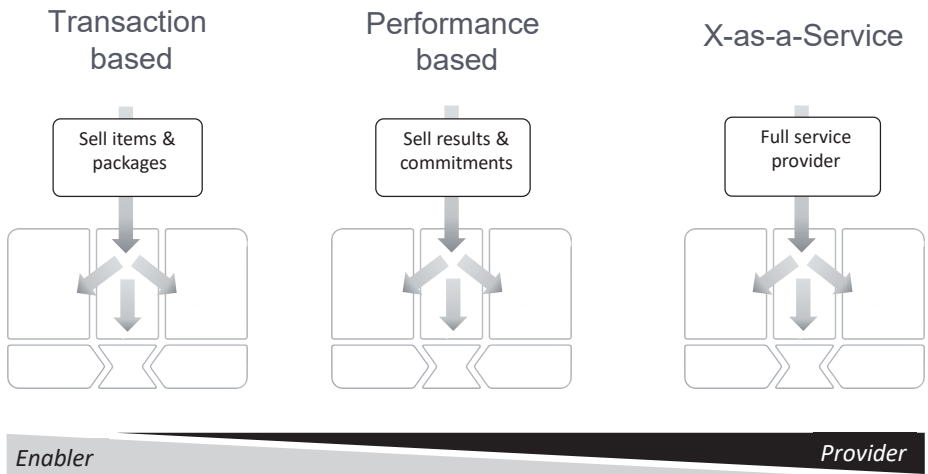 Transaction
based
Performance
based
X-as-a-Service
Sell items &
packages
Sell results &
commitments
Full service
provider
Enabler
Provider